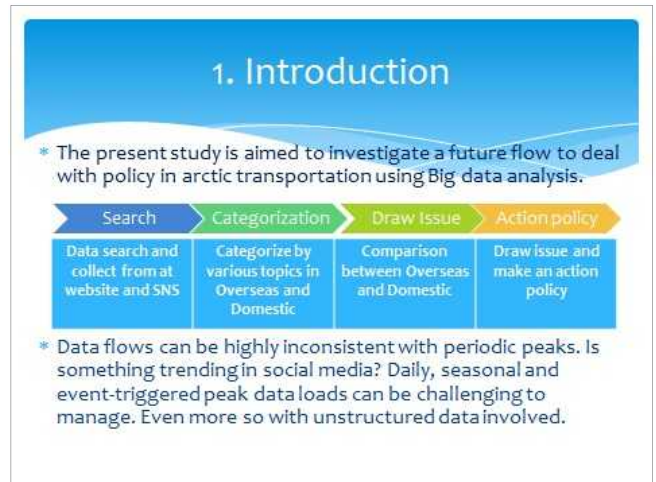 1. Introduction
* The present study is aimed to investigate a future flow to deal
with policy in arctic transportation using Big data analysis.
Search
Categorization
Draw Issue
Action policy
Data search and
collect from at
website and SNS
Categorize by
various topics in
Overseas and
Domestic
Comparison
between Overseas
and Domestic
Draw issue and
make an action
policy
* Data flows can be highly inconsistent with periodic peaks. Is
something trending in social media? Daily, seasonal and
event-triggered peak data loads can be challenging to
manage. Even more so with unstructured data involved.